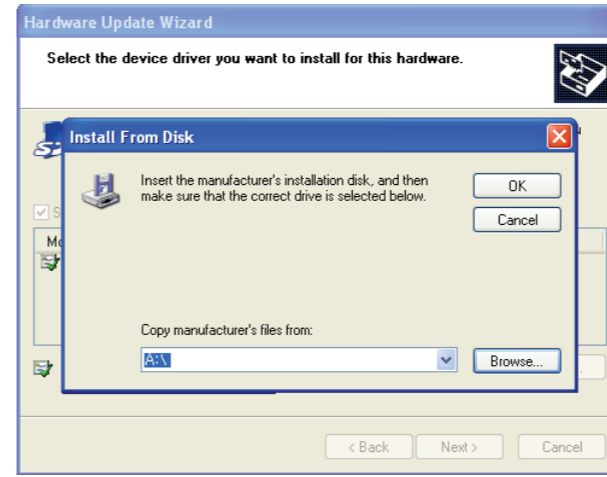 Hardware Update Wizard
Select the device driver you want to install for this hardware.
Install From Disk
Insert the manufacturer's installation disk, and then
make sure that the correct drive is selected below.
OK
Cancel
S
Mo
Copy manufacturer's files from:
A:\
Browse...
< Back
Next >
Cancel